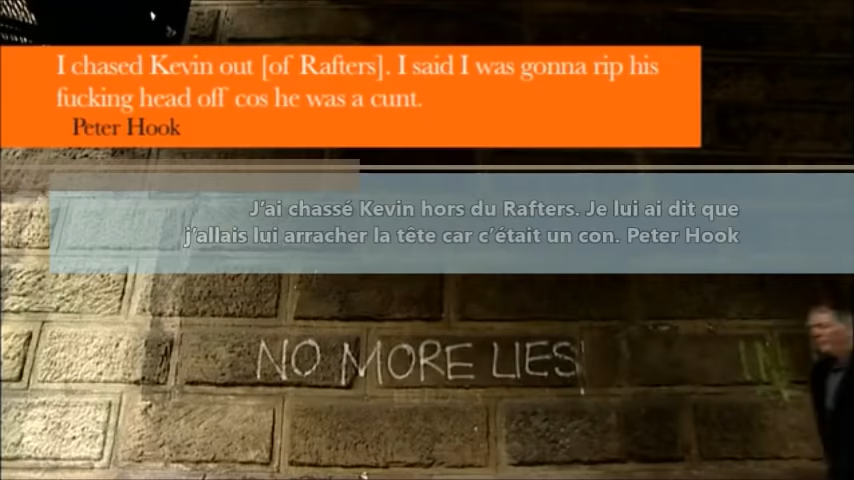 I chased Kevin out [of Rafters]. I said I was gonna rip his
fucking head off cos he was a cunt.
Peter Hook
J'ai chassé Kevin hors du Rafters. Je lui ai dit que
j'allais lui arracher la tête car c'était un con. Peter Hook
NO MORE LIES